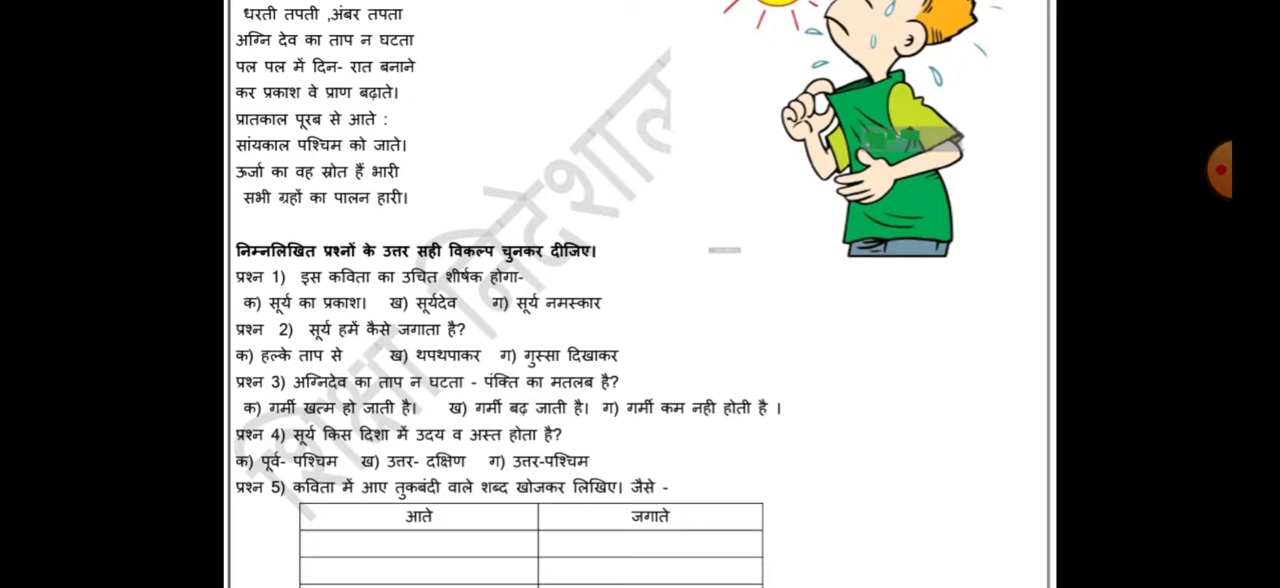 धरती तपती ,अंबर तपता
अग्नि देव का ताप न घटता
पल पल में दिन- रात बनाने
कर प्रकाश वे प्राण बढ़ाते।
प्रातकाल पूरब से आते :
सांयकाल पश्चिम को जाते।
ऊर्जा का वह स्रोत हैं भारी
सभी ग्रहों का पालन हारी।
निम्नलिखित प्रश्नों के उत्तर सही विकल्प चुनकर दीजिए।
प्रश्न 1) इस कविता का उचित शीर्षक होगा-
क) सूर्य का प्रकाश। ख) सूर्यदेव ग) सूर्य नमस्कार
प्रश्न 2) सूर्य हमें कैसे जगाता है?
क) हल्के ताप से ख) थपथपाकर ग) गुस्सा दिखाकर
प्रश्न 3) अग्निदेव का ताप न घटता - पंक्ति का मतलब है?
क) गर्मी खत्म हो जाती है। ख) गर्मी बढ़ जाती है। ग) गर्मी कम नही होती है ।
प्रश्न 4) सूर्य किस दिशा में उदय व अस्त होता है?
क) पूर्व- पश्चिम ख) उत्तर- दक्षिण ग) उत्तर-पश्चिम
प्रश्न 5) कविता में आए तुकबंदी वाले शब्द खोजकर लिखिए। जैसे -
आते जगाते
शिक्षा निदेशाल